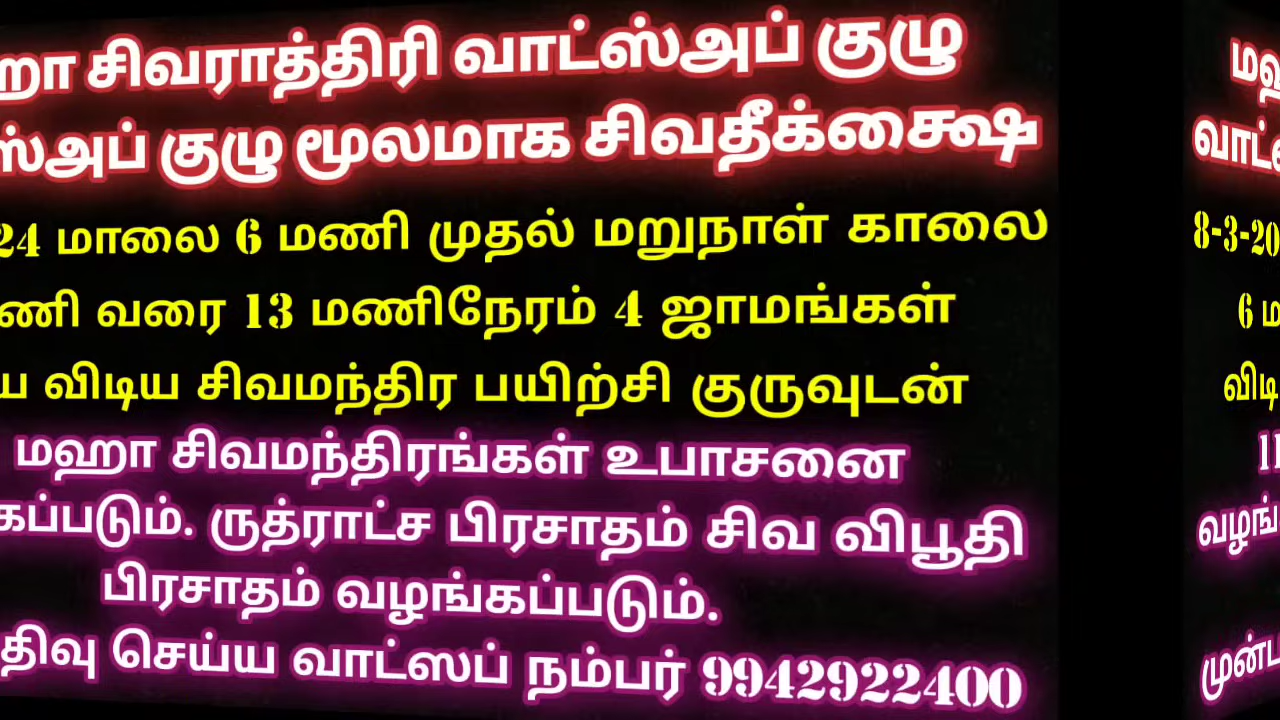 சிவராத்திரி வாட்ஸ்அப் குழு
ஸ்அப் குழு மூலமாக சிவதீக்க்ஷை
24 மாலை 6 மணி முதல் மறுநாள் காலை
ணி வரை 13 மணிநேரம் 4 ஜாமங்கள்
ய விடிய சிவமந்திர பயிற்சி குருவுடன்
மஹா சிவமந்திரங்கள் உபாசனை
கப்படும். ருத்ராட்ச பிரசாதம் சிவ விபூதி
பிரசாதம் வழங்கப்படும்.
திவு செய்ய வாட்ஸப் நம்பர் 9942922400
8-3-20
6 ம
விடி
11
வழங்